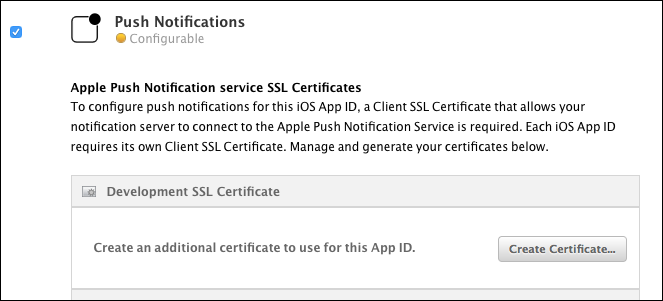 Push Notifications
Configurable
Apple Push Notification service SSL Certificates
To configure push notifications for this iOS App ID, a Client SSL Certificate that allows your
notification server to connect to the Apple Push Notification Service is required. Each iOS App ID
requires its own Client SSL Certificate. Manage and generate your certificates below.
Development SSL Certificate
Create an additional certificate to use for this App ID.
Create Certificate...